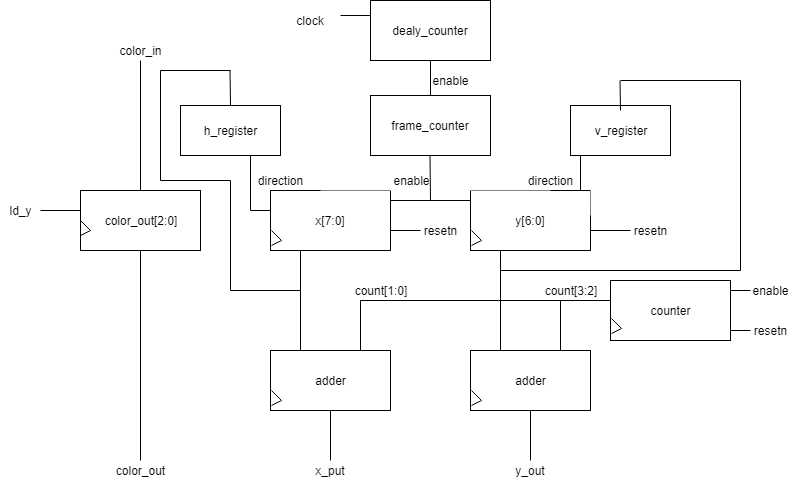 clock
dealy_counter
color_in
enable
h_register
frame_counter
v_register
direction
enable
direction
ld_y
color_out[2:0]
x[7:0]
resetn
y[6:0]
resetn
count[1:0]
count[3:2]
counter
enable
resetn
adder
adder
color_out
x_put
y_out